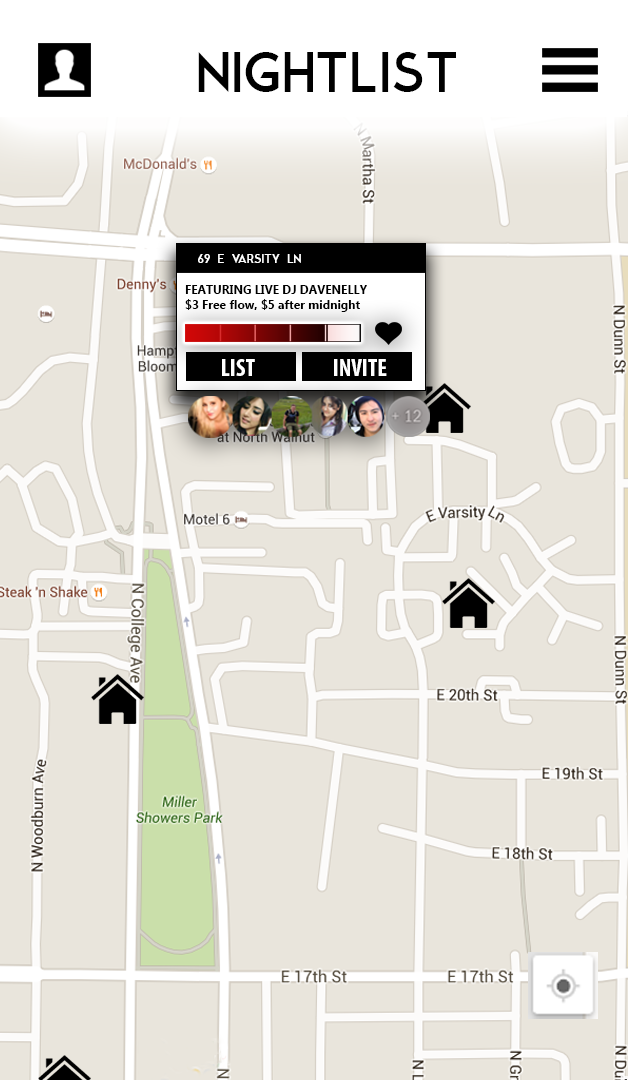 NIGHTLIST
McDonald's
N Martha St
69 E VARSITY LN
Denny's
FEATURING LIVE DJ DAVENELLY
$3 Free flow, $5 after midnight
N Dunn St
Hamp
Bloom
LIST
INVITE
+ 12
at North Walnut
Motel 6
E Varsity Ln
Steak 'n Shake
N College Ave
N Dunn St
E 20th St
E 19th St
N Woodburn Ave
Miller
Showers Park
E 18th St
E 17th St
E 17th St
N
N L
N Gr
N Du